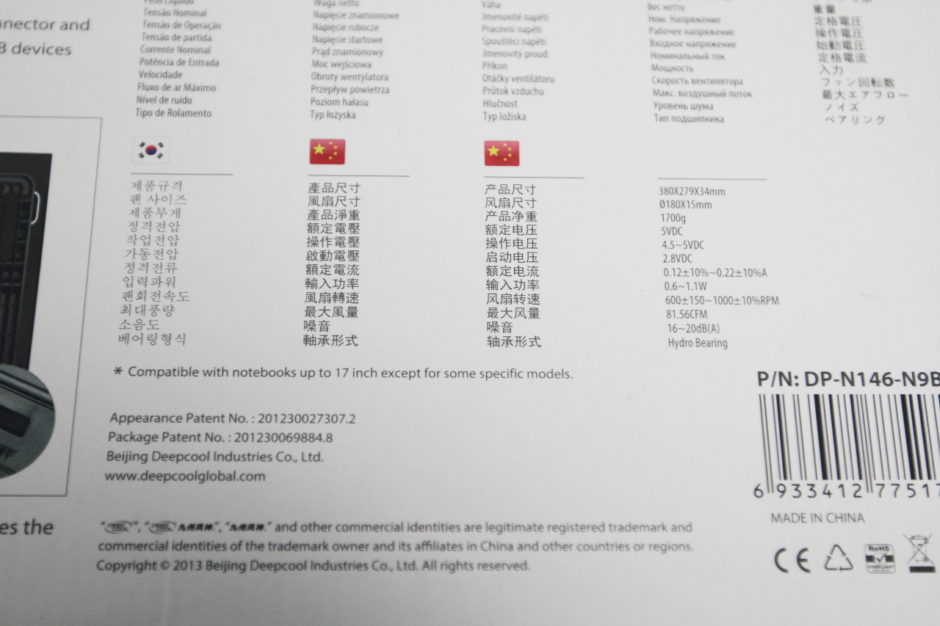 nnector and
B devices
Peso Líquido
Tensão Nominal
Tensão de Operação
Tensão de partida
Corrente Nominal
Potência de Entrada
Velocidade
Fluxo de ar Máximo
Nível de ruído
Tipo de Rolamento
Waga netto
Napięcie znamionowe
Napięcie robocze
Napięcie startowe
Prąd znamionowy
Moc wejściowa
Obroty wentylatora
Przepływ powietrza
Poziom hałasu
Typ łożyska
Váha
Jmenovité napětí
Pracovní napětí
Spouštěcí napětí
Jmenovitý proud
Příkon
Otáčky ventilátoru
Průtok vzduchu
Hlučnost
Typ ložiska
Вес нетто
Ном. Напряжение
Рабочее напряжение
Входное напряжение
Номинальный ток
Мощность
Скорость вентилятора
Макс. воздушный поток
Уровень шума
Тип подшипника
重量
定格電圧
操作電圧
始動電圧
定格電流
入力
ファン回転数
最大エアフロー
ノイズ
ベアリング
제품규격
팬 사이즈
제품무게
정격전압
작업전압
가동전압
정격전류
입력파워
팬회전속도
최대풍량
소음도
베어링형식
產品尺寸
風扇尺寸
產品淨重
額定電壓
操作電壓
啟動電壓
額定電流
輸入功率
風扇轉速
最大風量
噪音
軸承形式
产品尺寸
风扇尺寸
产品净重
额定电压
操作电压
启动电压
额定电流
输入功率
风扇转速
最大风量
噪音
轴承形式
380X279X34mm
Ø180X15mm
1700g
5VDC
4.5~5VDC
2.8VDC
0.12±10%~0.22±10%A
0.6~1.1W
600±150~1000±10%RPM
81.56CFM
16~20dB(A)
Hydro Bearing
* Compatible with notebooks up to 17 inch except for some specific models.
Appearance Patent No. : 201230027307.2
Package Patent No. : 201230069884.8
Beijing Deepcool Industries Co., Ltd.
www.deepcoolglobal.com
P/N: DP-N146-N9B
6 933412 77517
MADE IN CHINA
CE RoHS
es the
"九州风神", "九州風神" and other commercial identities are legitimate registered trademark and
commercial identities of the trademark owner and its affiliates in China and other countries or regions.
Copyright © 2013 Beijing Deepcool Industries Co., Ltd. All rights reserved.